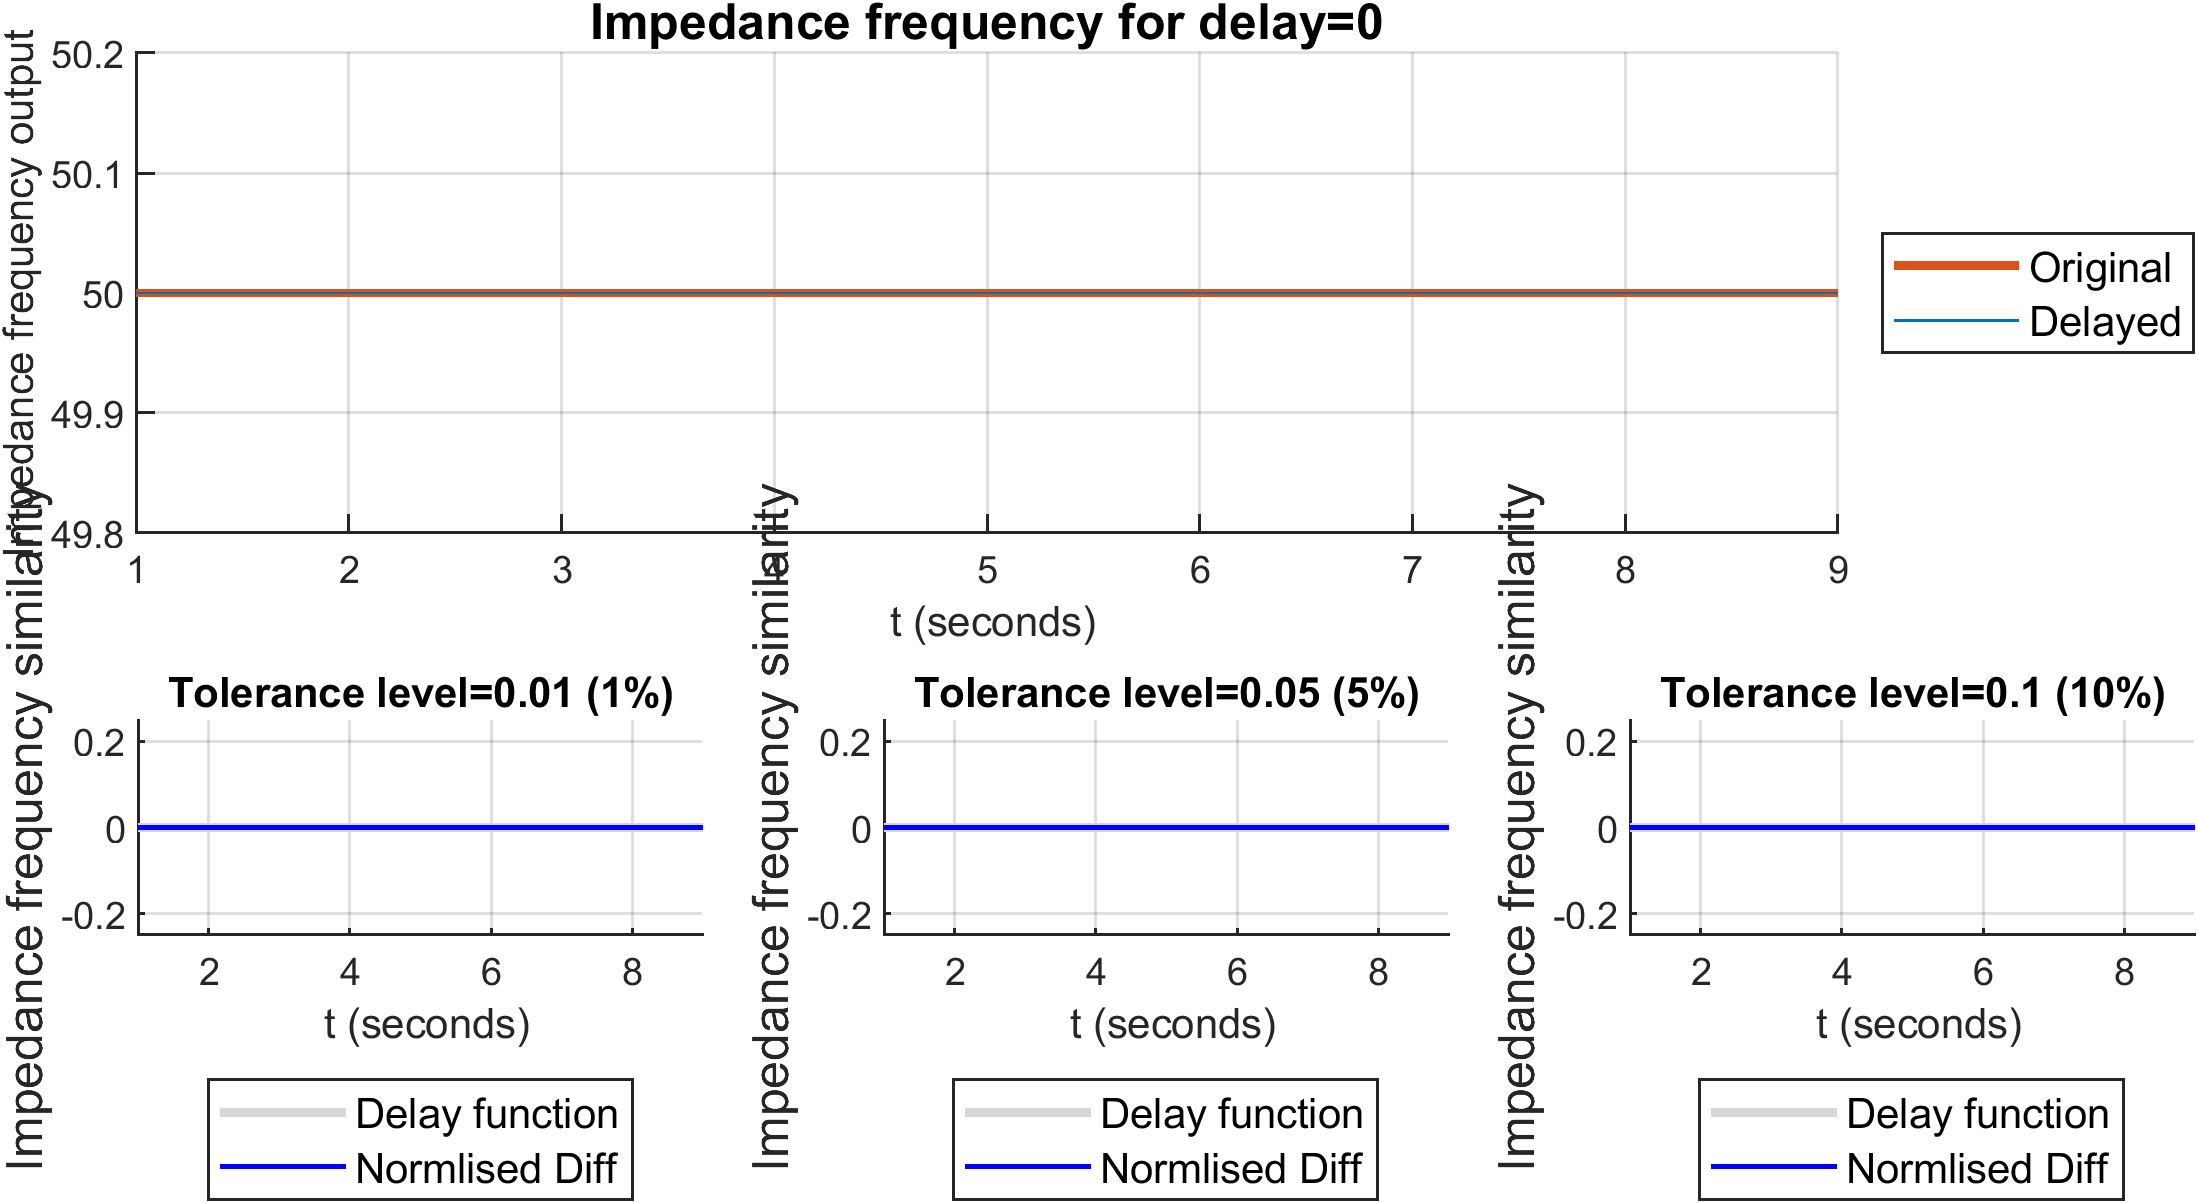 Impedance frequency for delay=0
Impedance frequency output
50.2
50.1
50
49.9
49.8
1 2 3 4 5 6 7 8 9
t (seconds)
Original
Delayed
Tolerance level=0.01 (1%)
Impedance frequency similarity
0.2
0
-0.2
2 4 6 8
t (seconds)
Delay function
Normlised Diff
Tolerance level=0.05 (5%)
Impedance frequency similarity
0.2
0
-0.2
2 4 6 8
t (seconds)
Delay function
Normlised Diff
Tolerance level=0.1 (10%)
Impedance frequency similarity
0.2
0
-0.2
2 4 6 8
t (seconds)
Delay function
Normlised Diff